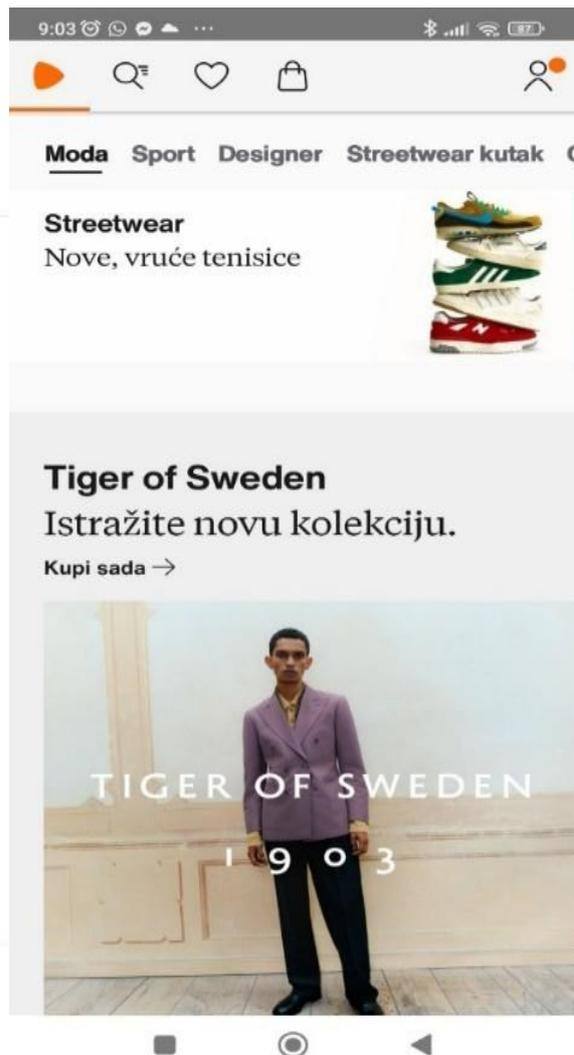 9:03
87
Moda Sport Designer Streetwear kutak
Streetwear
Nove, vruće tenisice
Tiger of Sweden
Istražite novu kolekciju.
Kupi sada →
TIGER OF SWEDEN
1903